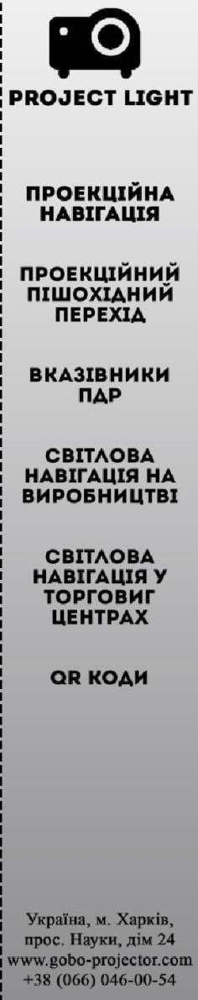 PROJECT LIGHT
ПРОЕКЦІЙНА
НАВІГАЦІЯ
ПРОЕКЦІЙНИЙ
ПІШОХІДНИЙ
ПЕРЕХІД
ВКАЗІВНИКИ
ПДР
СВІТЛОВА
НАВІГАЦІЯ НА
ВИРОБНИЦТВІ
СВІТЛОВА
НАВІГАЦІЯ У
ТОРГОВИГ
ЦЕНТРАХ
QR КОДИ
Україна, м. Харків,
прос. Науки, дім 24
www.gobo-projector.com
+38 (066) 046-00-54